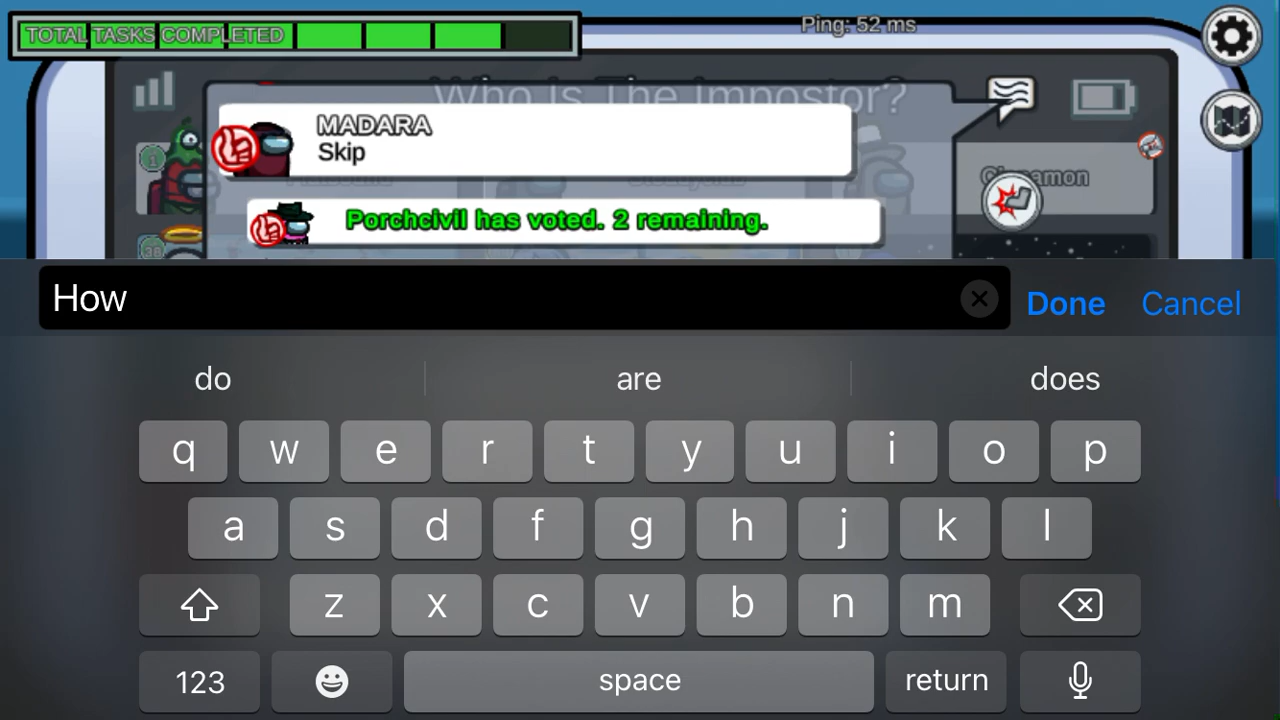 TOTAL TASKS COMPLETED
Ping: 52 ms
Who Is The Impostor?
MADARA
Skip
Cinnamon
Porchcivil has voted. 2 remaining.
How
Done
Cancel
do
are
does
q w e r t y u i o p
a s d f g h j k l
z x c v b n m
123
space
return